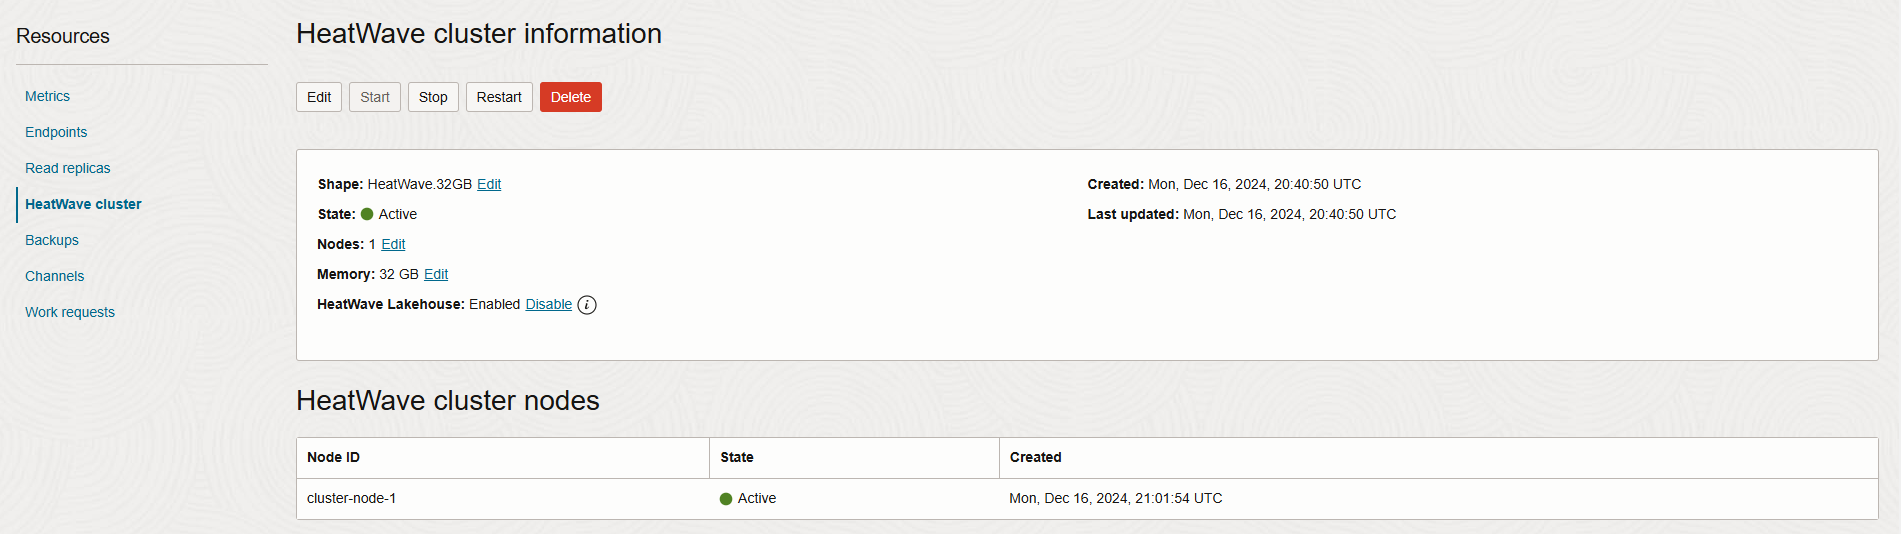 Resources
Metrics
Endpoints
Read replicas
HeatWave cluster
Backups
Channels
Work requests
HeatWave cluster information
Edit Start Stop Restart Delete
Shape: HeatWave.32GB Edit
State: Active
Nodes: 1 Edit
Memory: 32 GB Edit
HeatWave Lakehouse: Enabled Disable i
Created: Mon, Dec 16, 2024, 20:40:50 UTC
Last updated: Mon, Dec 16, 2024, 20:40:50 UTC
HeatWave cluster nodes
Node ID State Created
cluster-node-1 Active Mon, Dec 16, 2024, 21:01:54 UTC